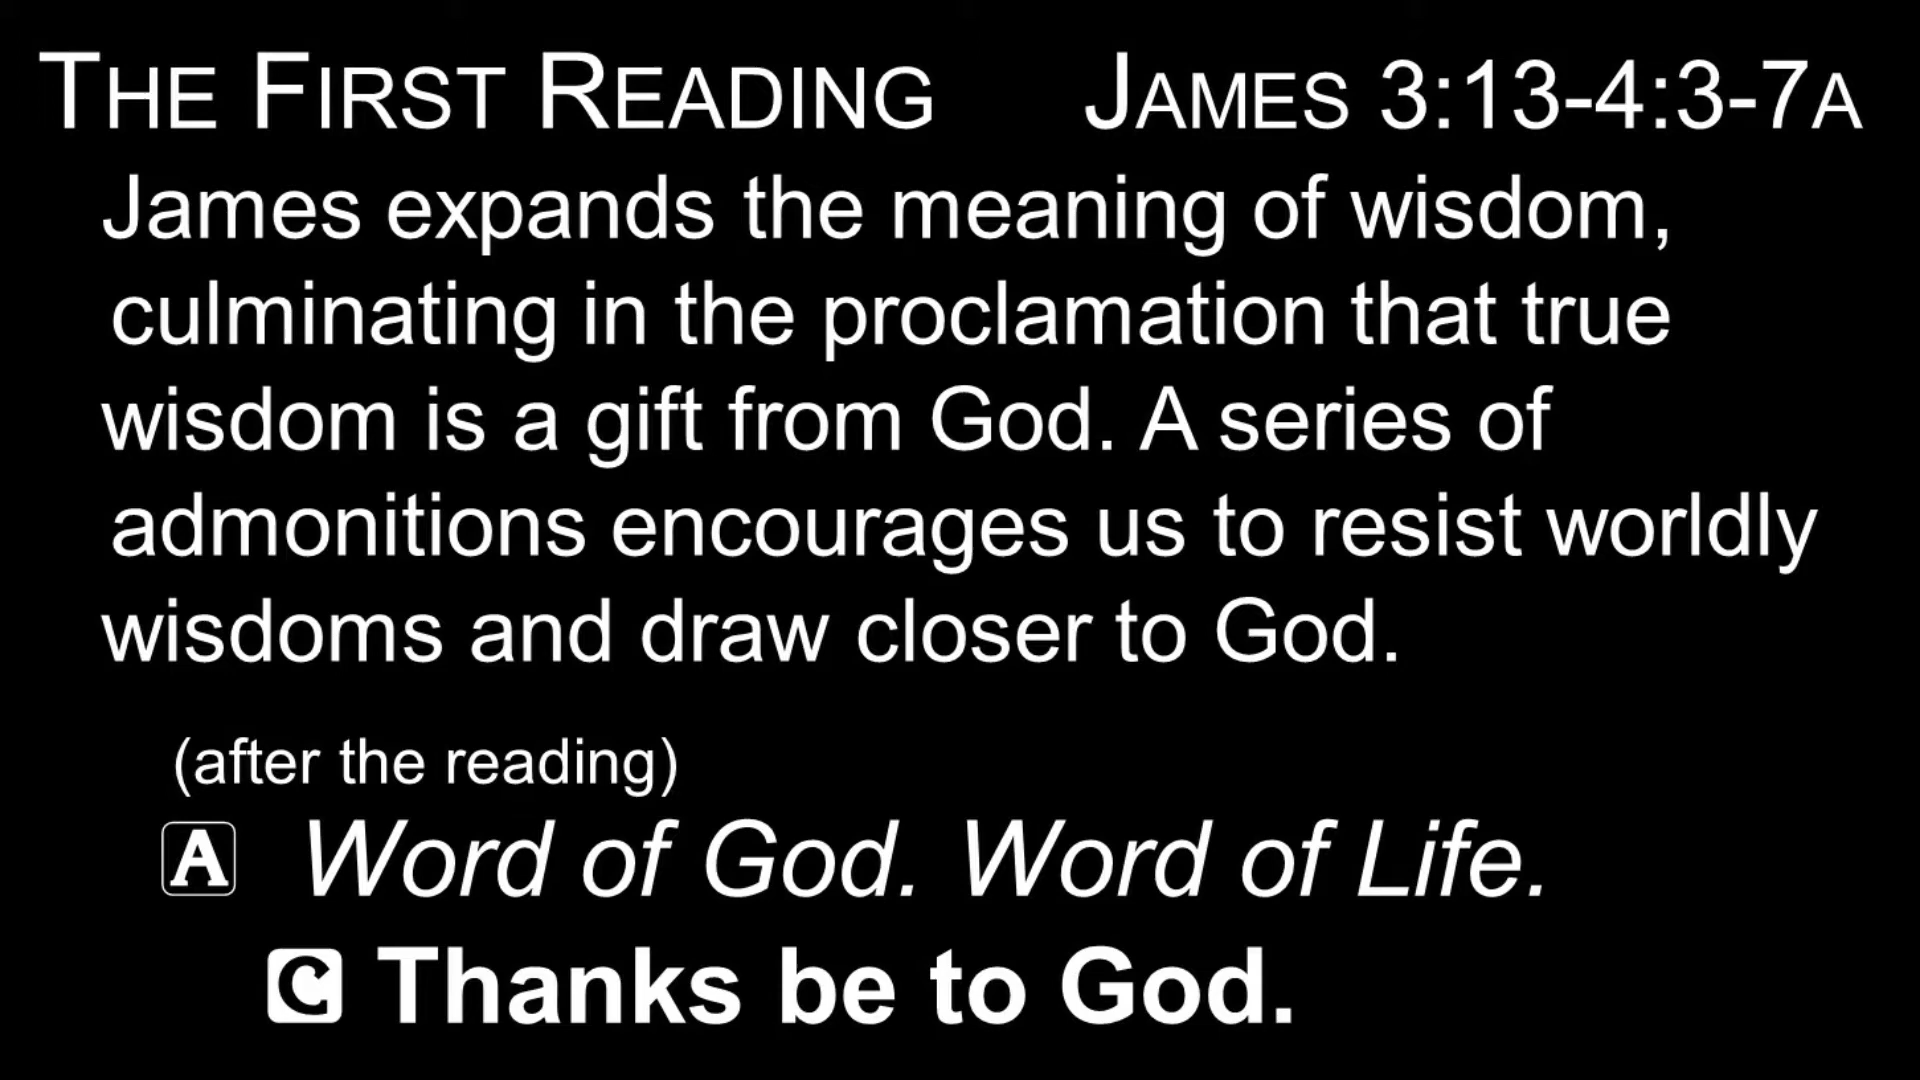 THE FIRST READING JAMES 3:13-4:3-7A
James expands the meaning of wisdom,
culminating in the proclamation that true
wisdom is a gift from God. A series of
admonitions encourages us to resist worldly
wisdoms and draw closer to God.
(after the reading)
A Word of God. Word of Life.
C Thanks be to God.